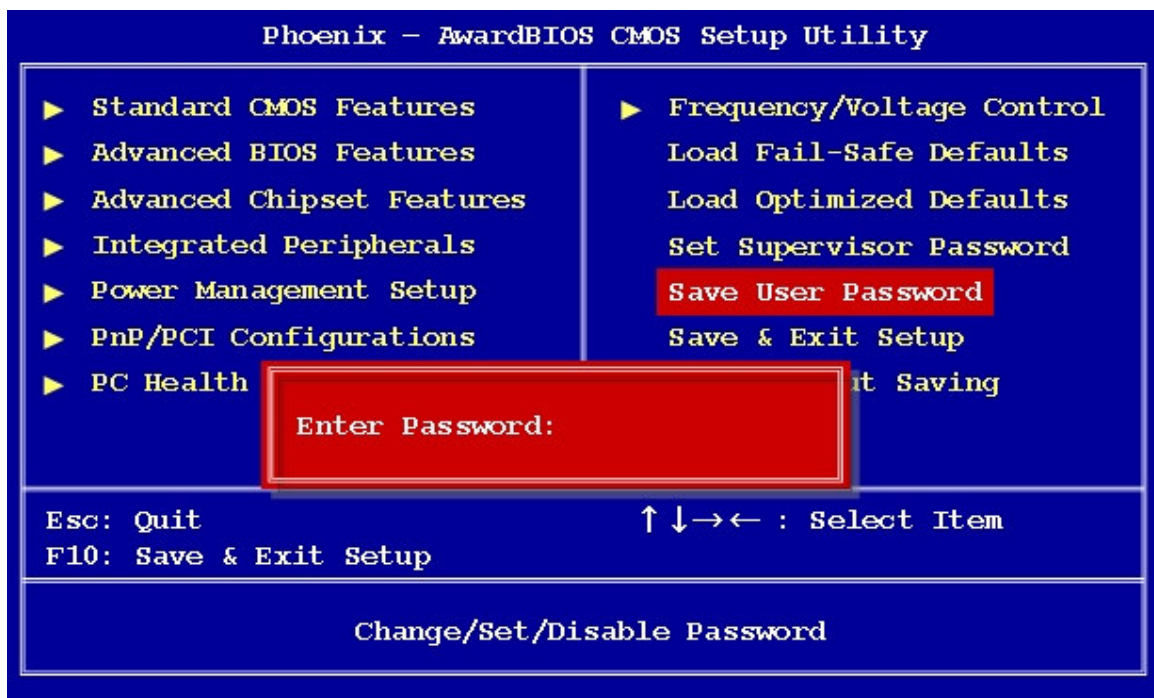 Phoenix — AwardBIOS CMOS Setup Utility
▶ Standard CMOS Features
▶ Advanced BIOS Features
▶ Advanced Chipset Features
▶ Integrated Peripherals
▶ Power Management Setup
▶ PnP/PCI Configurations
▶ PC Health
▶ Frequency/Voltage Control
Load Fail-Safe Defaults
Load Optimized Defaults
Set Supervisor Password
Save User Password
Save & Exit Setup
Saving
Enter Password:
Esc: Quit
↑↓→← : Select Item
F10: Save & Exit Setup
Change/Set/Disable Password